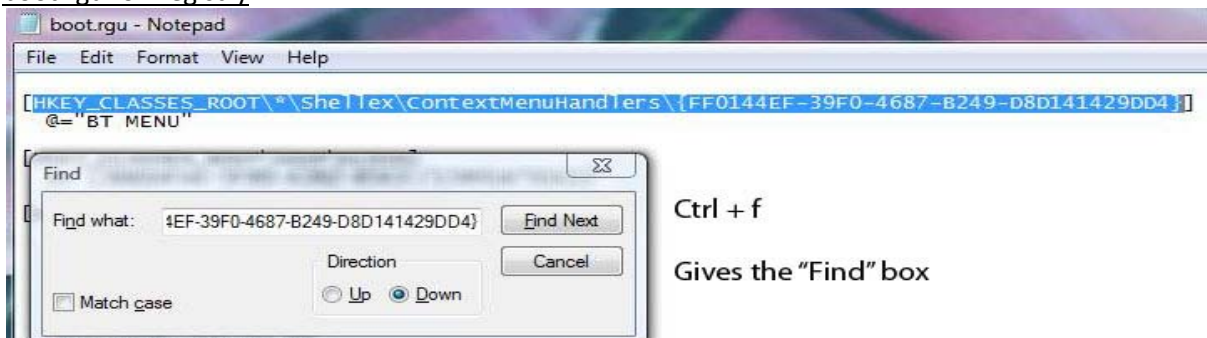 boot.rgu - Notepad
File Edit Format View Help
[HKEY_CLASSES_ROOT\*\Shellex\ContextMenuHandlers\{FF0144EF-39F0-4687-B249-D8D141429DD4}]
@="BT MENU"
[
Find
[
Find what: 4EF-39F0-4687-B249-D8D141429DD4} Find Next
Direction Cancel
Match case Up Down
Ctrl + f
Gives the "Find" box